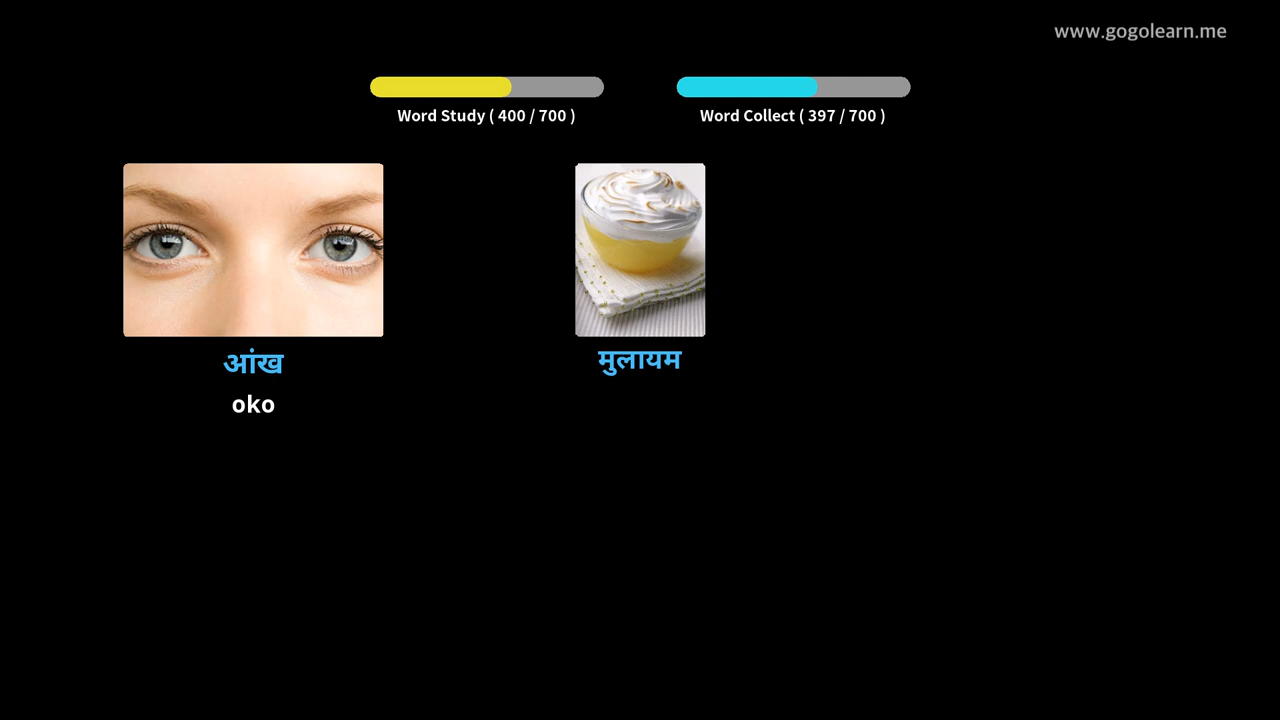 www.gogolearn.me
Word Study ( 400 / 700 )
Word Collect ( 397 / 700 )
आंख
oko
मुलायम